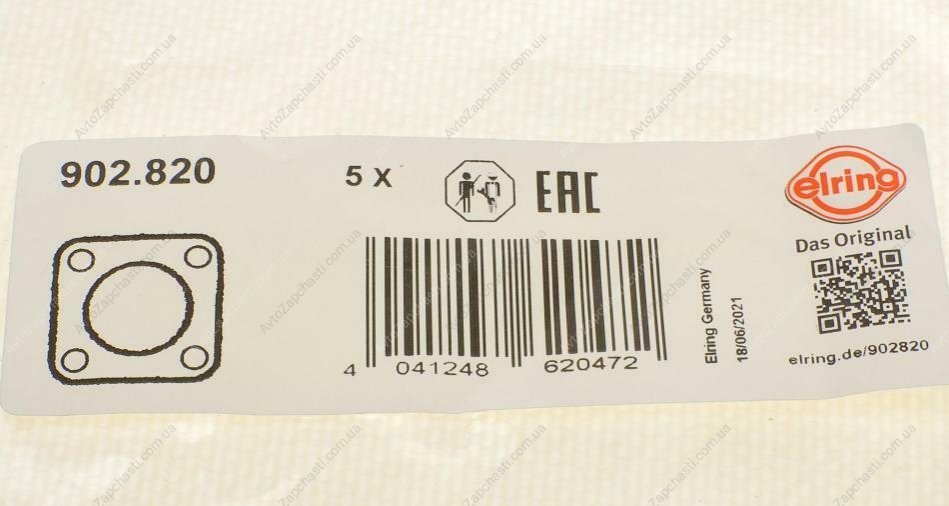 902.820
5 x
EAC
elring
Das Original
elring.de/902820
4 041248 620472
Elring Germany
18/06/2021
AvtoZapchasti.com.ua